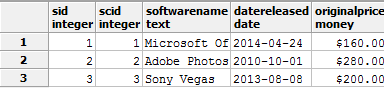 sid scid softwarename datereleased originalprice
integer integer text date money
1 1 1 Microsoft Of 2014-04-24 $160.00
2 2 2 Adobe Photos 2010-10-01 $280.00
3 3 3 Sony Vegas 2013-08-08 $200.00